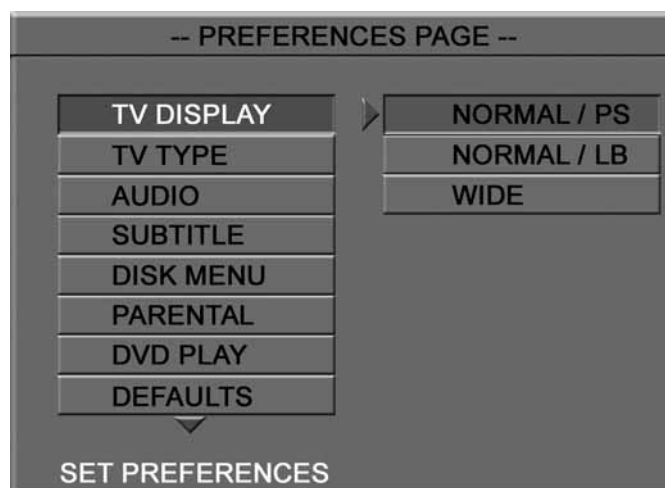 -- PREFERENCES PAGE --
TV DISPLAY
TV TYPE
AUDIO
SUBTITLE
DISK MENU
PARENTAL
DVD PLAY
DEFAULTS
NORMAL / PS
NORMAL / LB
WIDE
SET PREFERENCES